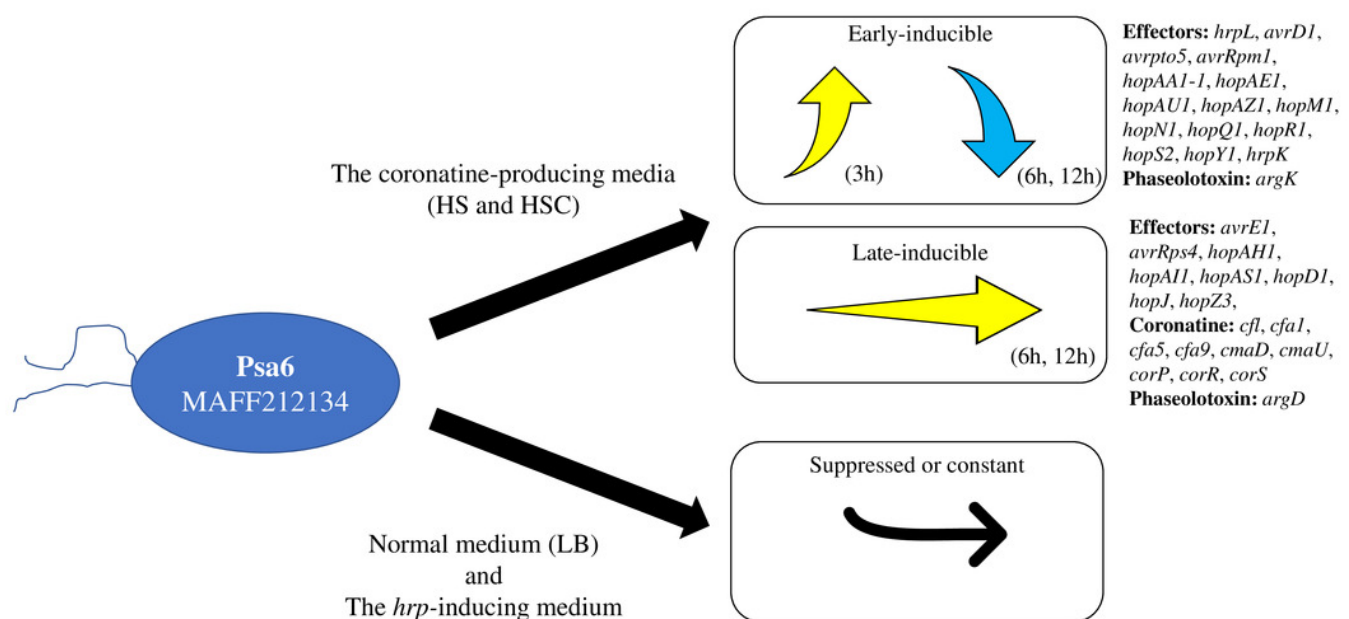 Early-inducible
(3h)
(6h, 12h)
Effectors: hrpL, avrD1,
avrpto5, avrRpm1,
hopAA1-1, hopAE1,
hopAU1, hopAZ1, hopM1,
hopN1, hopQ1, hopR1,
hopS2, hopY1, hrpK
Phaseolotoxin: argK
The coronatine-producing media
(HS and HSC)
Late-inducible
(6h, 12h)
Effectors: avrE1,
avrRps4, hopAH1,
hopAI1, hopAS1, hopD1,
hopJ, hopZ3,
Coronatine: cfl, cfa1,
cfa5, cfa9, cmaD, cmaU,
corP, corR, corS
Phaseolotoxin: argD
Psa6
MAFF212134
Suppressed or constant
Normal medium (LB)
and
The hrp-inducing medium